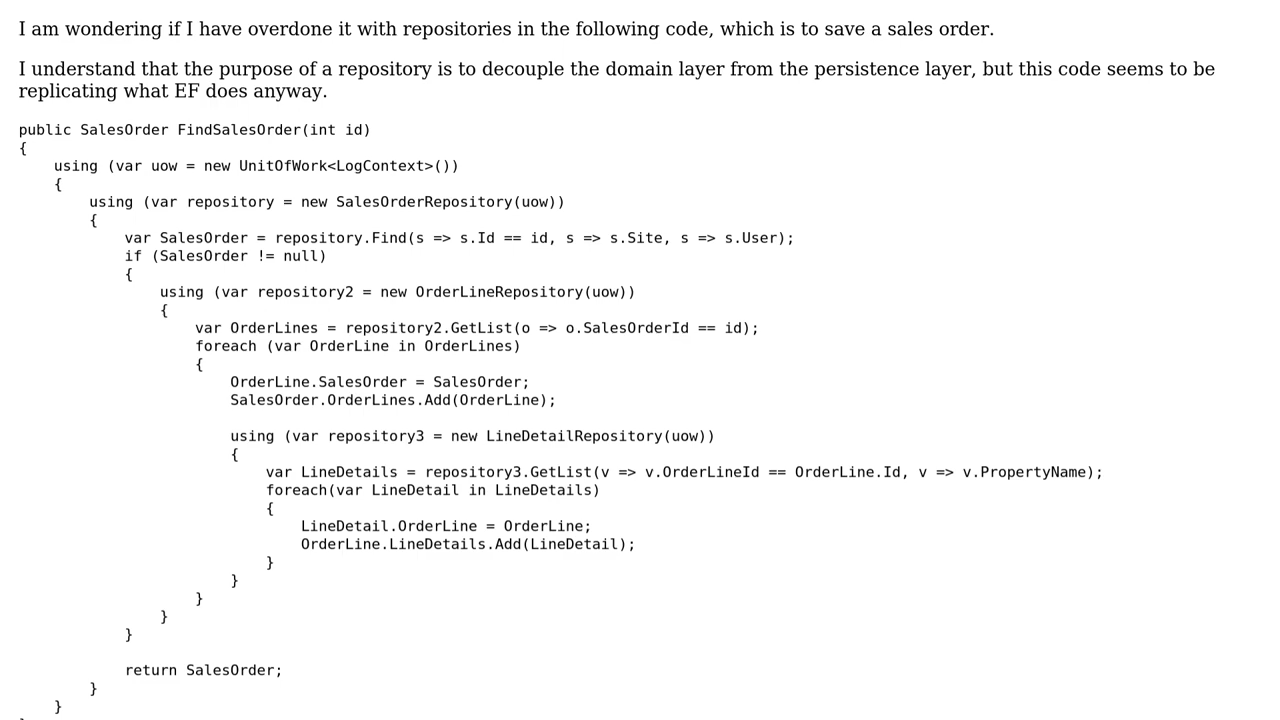 I am wondering if I have overdone it with repositories in the following code, which is to save a sales order.
I understand that the purpose of a repository is to decouple the domain layer from the persistence layer, but this code seems to be
replicating what EF does anyway.
public SalesOrder FindSalesOrder(int id)
{
    using (var uow = new UnitOfWork<LogContext>())
    {
        using (var repository = new SalesOrderRepository(uow))
        {
            var SalesOrder = repository.Find(s => s.Id == id, s => s.Site, s => s.User);
            if (SalesOrder != null)
            {
                using (var repository2 = new OrderLineRepository(uow))
                {
                    var OrderLines = repository2.GetList(o => o.SalesOrderId == id);
                    foreach (var OrderLine in OrderLines)
                    {
                        OrderLine.SalesOrder = SalesOrder;
                        SalesOrder.OrderLines.Add(OrderLine);

                        using (var repository3 = new LineDetailRepository(uow))
                        {
                            var LineDetails = repository3.GetList(v => v.OrderLineId == OrderLine.Id, v => v.PropertyName);
                            foreach(var LineDetail in LineDetails)
                            {
                                LineDetail.OrderLine = OrderLine;
                                OrderLine.LineDetails.Add(LineDetail);
                            }
                        }
                    }
                }
            }

            return SalesOrder;
        }
    }